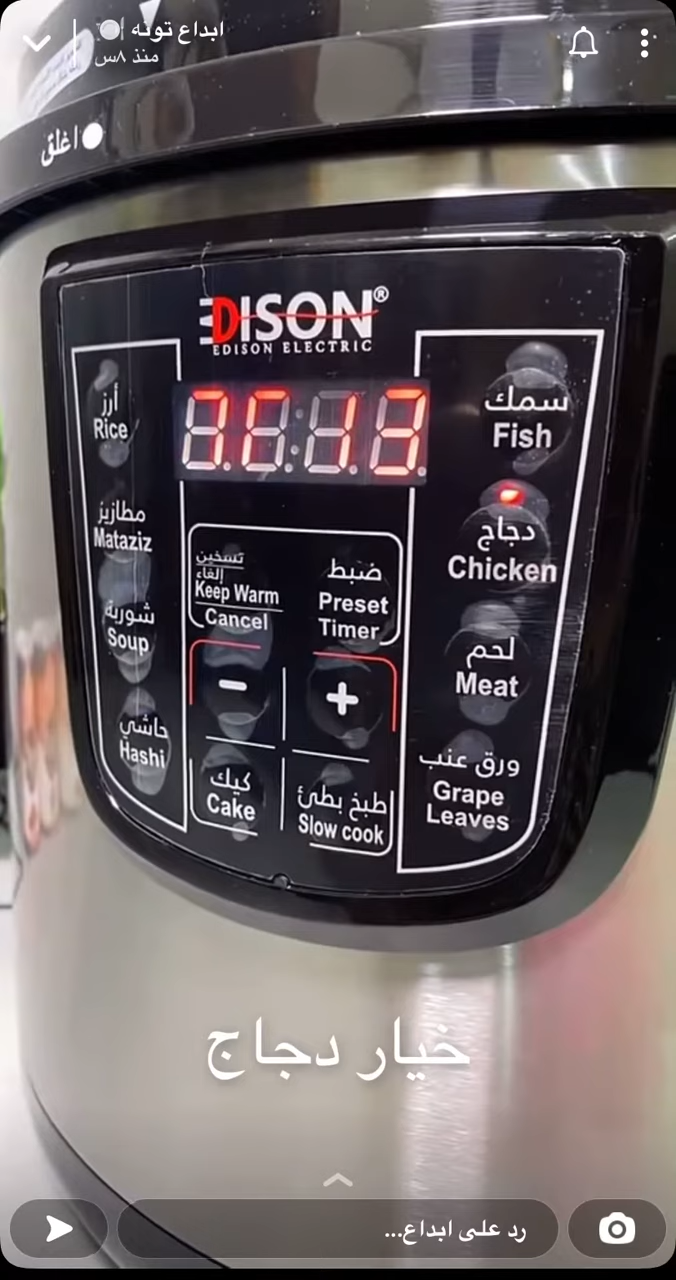 ابداع توته
منذ ٨س
اغلق
EDISON®
EDISON ELECTRIC
أرز
Rice
مطازيز
Mataziz
شوربة
Soup
حاشي
Hashi
تسخين
إلغاء
Keep Warm
Cancel
ضبط
Preset
Timer
-
+
كيك
Cake
طبخ بطئ
Slow cook
سمك
Fish
دجاج
Chicken
لحم
Meat
ورق عنب
Grape
Leaves
خيار دجاج
رد على ابداع...